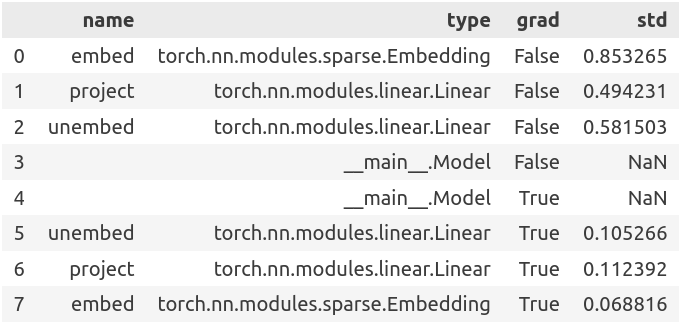 name type grad std
0 embed torch.nn.modules.sparse.Embedding False 0.853265
1 project torch.nn.modules.linear.Linear False 0.494231
2 unembed torch.nn.modules.linear.Linear False 0.581503
3 __main__.Model False NaN
4 __main__.Model True NaN
5 unembed torch.nn.modules.linear.Linear True 0.105266
6 project torch.nn.modules.linear.Linear True 0.112392
7 embed torch.nn.modules.sparse.Embedding True 0.068816